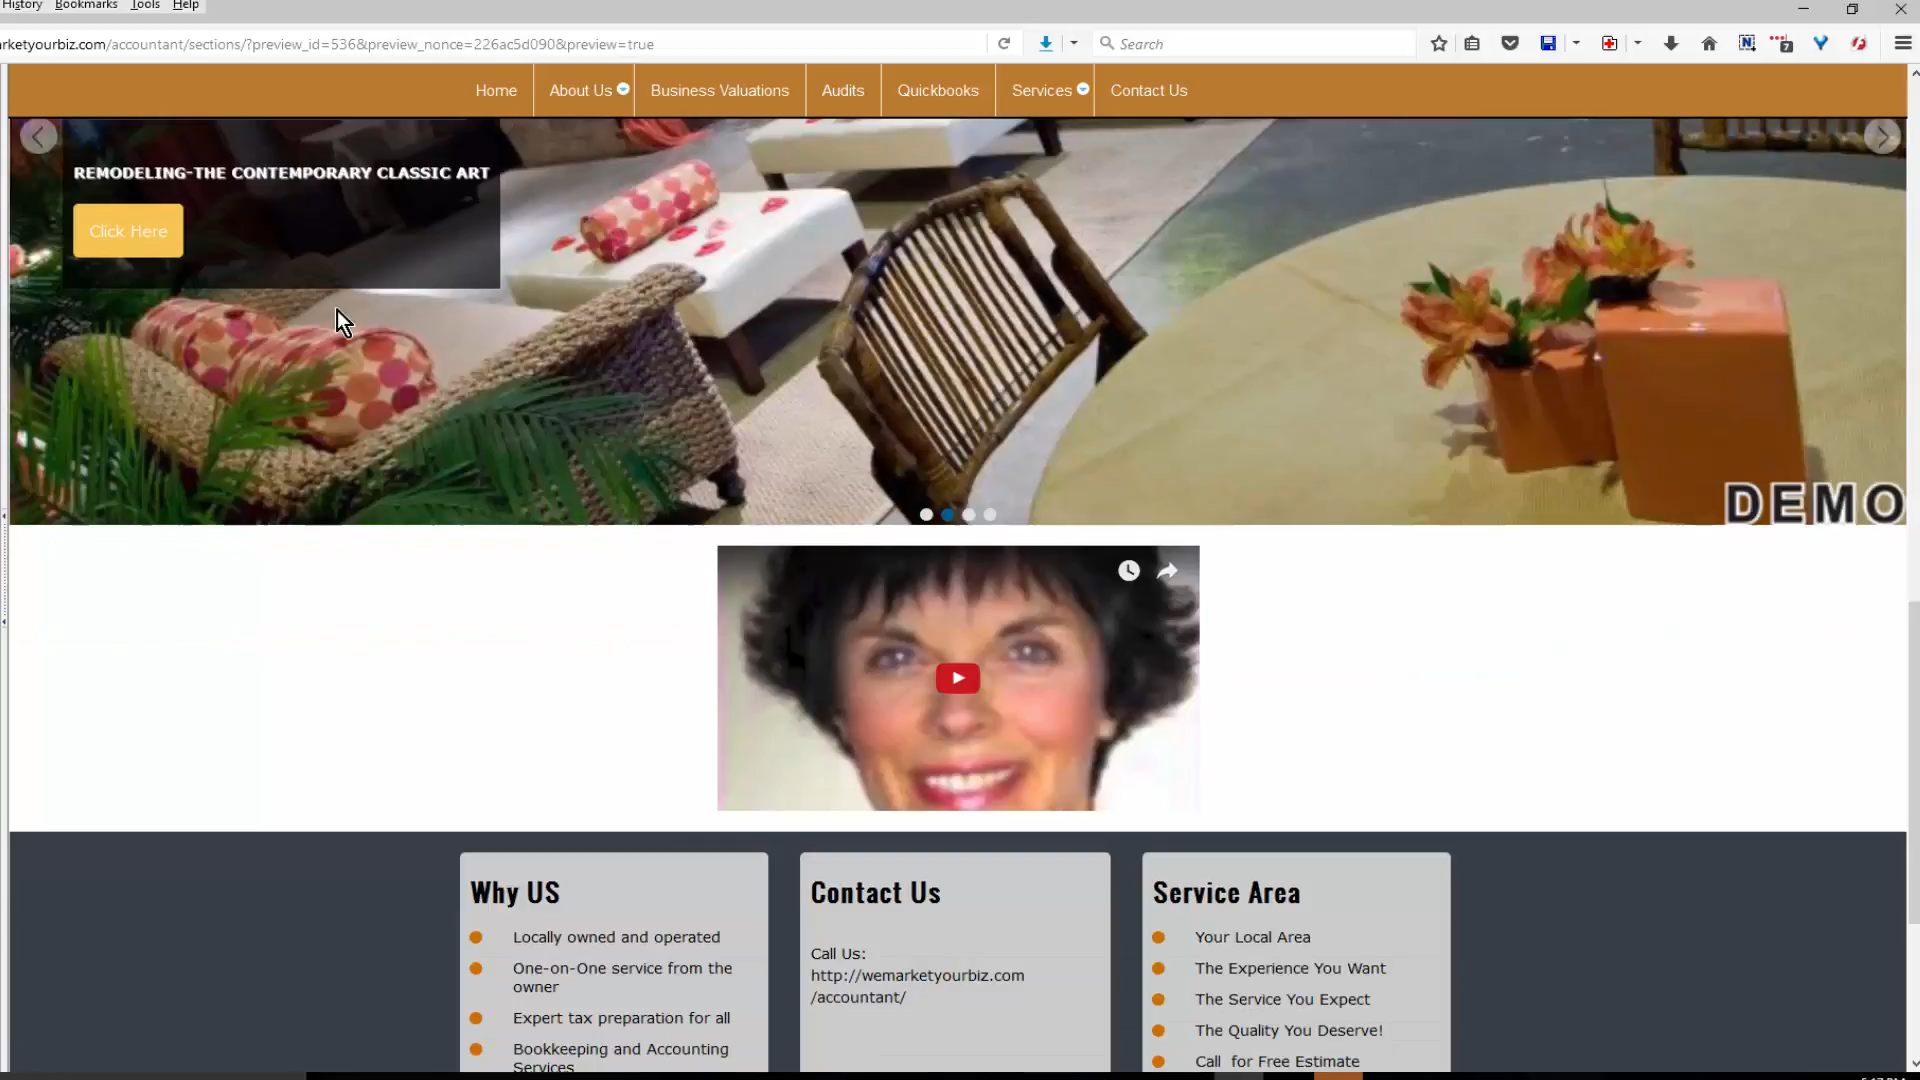 History Bookmarks Tools Help
rketyourbiz.com/accountant/sections/?preview_id=536&preview_nonce=226ac5d090&preview=true
Search
7
Home About Us Business Valuations Audits Quickbooks Services Contact Us
REMODELING-THE CONTEMPORARY CLASSIC ART
Click Here
DEMO
Why US
Locally owned and operated
One-on-One service from the
owner
Expert tax preparation for all
Bookkeeping and Accounting
Services
Contact Us
Call Us:
http://wemarketyourbiz.com
/accountant/
Service Area
Your Local Area
The Experience You Want
The Service You Expect
The Quality You Deserve!
Call for Free Estimate